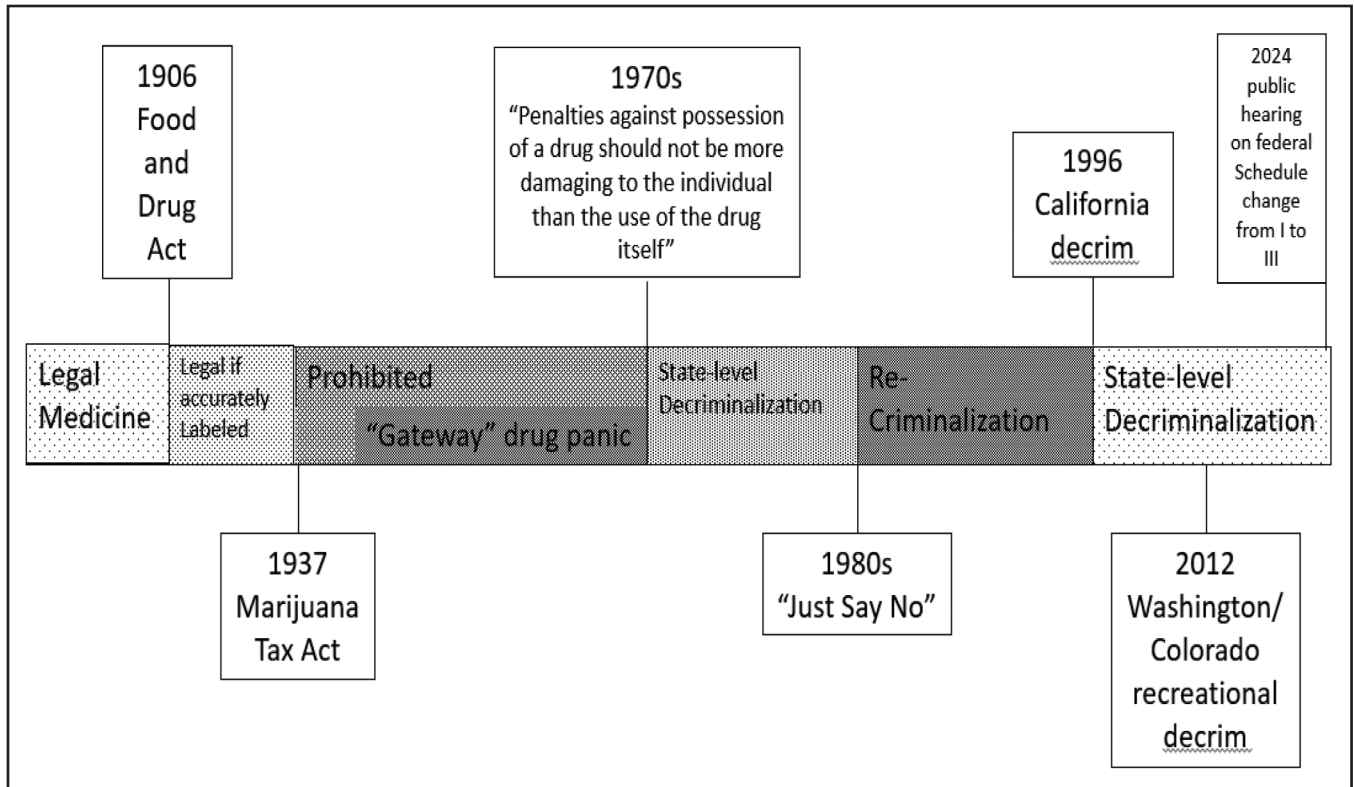 1906
Food
and
Drug
Act
1970s
“Penalties against possession
of a drug should not be more
damaging to the individual
than the use of the drug
itself”
1996
California
decrim
2024
public
hearing
on federal
Schedule
change
from I to
III
Legal
Medicine
Legal if
accurately
Labeled
Prohibited
“Gateway” drug panic
State-level
Decriminalization
Re-
Criminalization
State-level
Decriminalization
1937
Marijuana
Tax Act
1980s
“Just Say No”
2012
Washington/
Colorado
recreational
decrim